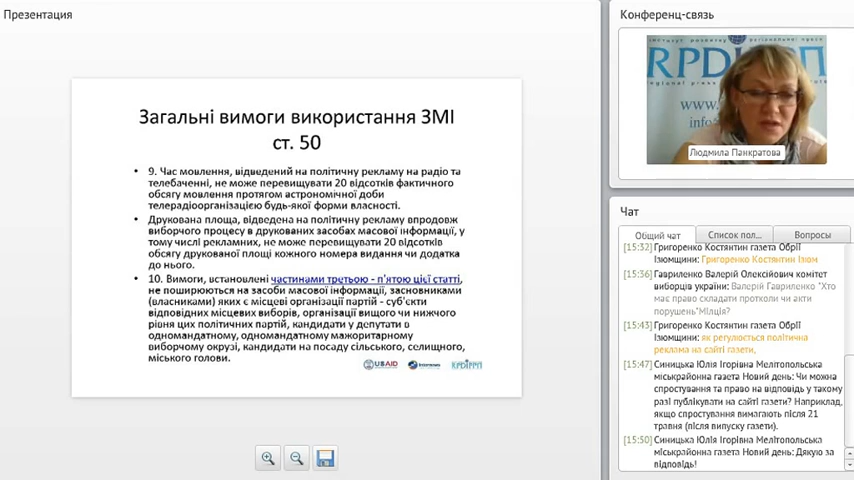 Презентация
Загальні вимоги використання ЗМІ
ст. 50
• 9. Час мовлення, відведений на політичну рекламу на радіо та
телебаченні, не може перевищувати 20 відсотків фактичного
обсягу мовлення протягом астрономічної доби
телерадіоорганізацією будь-якої форми власності.
• Друкована площа, відведена на політичну рекламу впродовж
виборчого процесу в друкованих засобах масової інформації, у
тому числі рекламних, не може перевищувати 20 відсотків
обсягу друкованої площі кожного номера видання чи додатка
до нього.
• 10. Вимоги, встановлені частинами третьою - п'ятою цієї статті,
не поширюються на засоби масової інформації, засновниками
(власниками) яких є місцеві організації партій - суб'єкти
відповідних місцевих виборів, організації вищого чи нижчого
рівня цих політичних партій, кандидати у депутати в
одномандатному, одномандатному мажоритарному
виборчому окрузі, кандидати на посаду сільського, селищного,
міського голови.
USAID
Internews
Конференц-связь
www.
info
Людмила Панкратова
Чат
Общий чат
Список пол...
Вопросы
[15:32] Григоренко Костянтин газета Обрії
Ізюмщини: Григоренко Костянтин Ізюм
[15:36] Гавриленко Валерій Олексійович комітет
виборців україни: Валерій Гавриленко "Хто
має право складати протколи чи акти
порушень"Мілція?
[15:43] Григоренко Костянтин газета Обрії
Ізюмщини: як регулюється політична
реклама на сайті газети,
[15:47] Синицька Юлія Ігорівна Мелітопольська
міськрайонна газета Новий день: Чи можна
спростування та право на відповідь у такому
разі публікувати на сайті газети? Наприклад,
якщо спростування вимагають після 21
травня (після випуску газети).
[15:50] Синицька Юлія Ігорівна Мелітопольська
міськрайонна газета Новий день: Дякую за
відповідь!